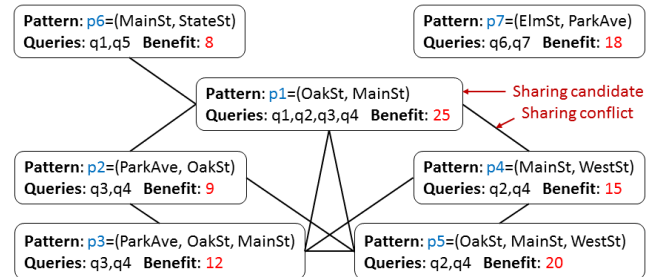 Pattern: p6=(MainSt, StateSt)
Queries: q1,q5 Benefit: 8
Pattern: p7=(ElmSt, ParkAve)
Queries: q6,q7 Benefit: 18
Pattern: p1=(OakSt, MainSt)
Queries: q1,q2,q3,q4 Benefit: 25
Sharing candidate
Sharing conflict
Pattern: p2=(ParkAve, OakSt)
Queries: q3,q4 Benefit: 9
Pattern: p4=(MainSt, WestSt)
Queries: q2,q4 Benefit: 15
Pattern: p3=(ParkAve, OakSt, MainSt)
Queries: q3,q4 Benefit: 12
Pattern: p5=(OakSt, MainSt, WestSt)
Queries: q2,q4 Benefit: 20